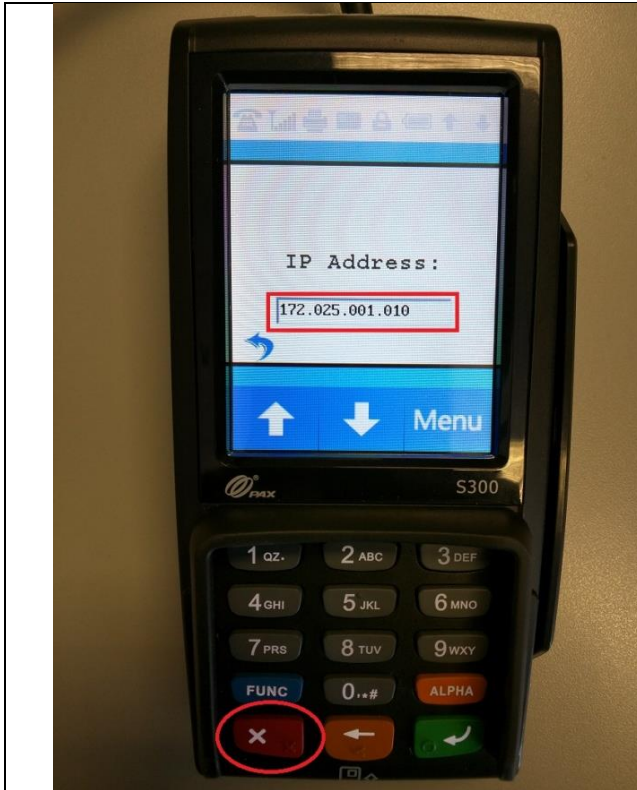 IP Address:
172.025.001.010
Menu
PAX S300
1 QZ. 2 ABC 3 DEF
4 GHI 5 JKL 6 MNO
7 PRS 8 TUV 9 WXY
FUNC 0,*# ALPHA